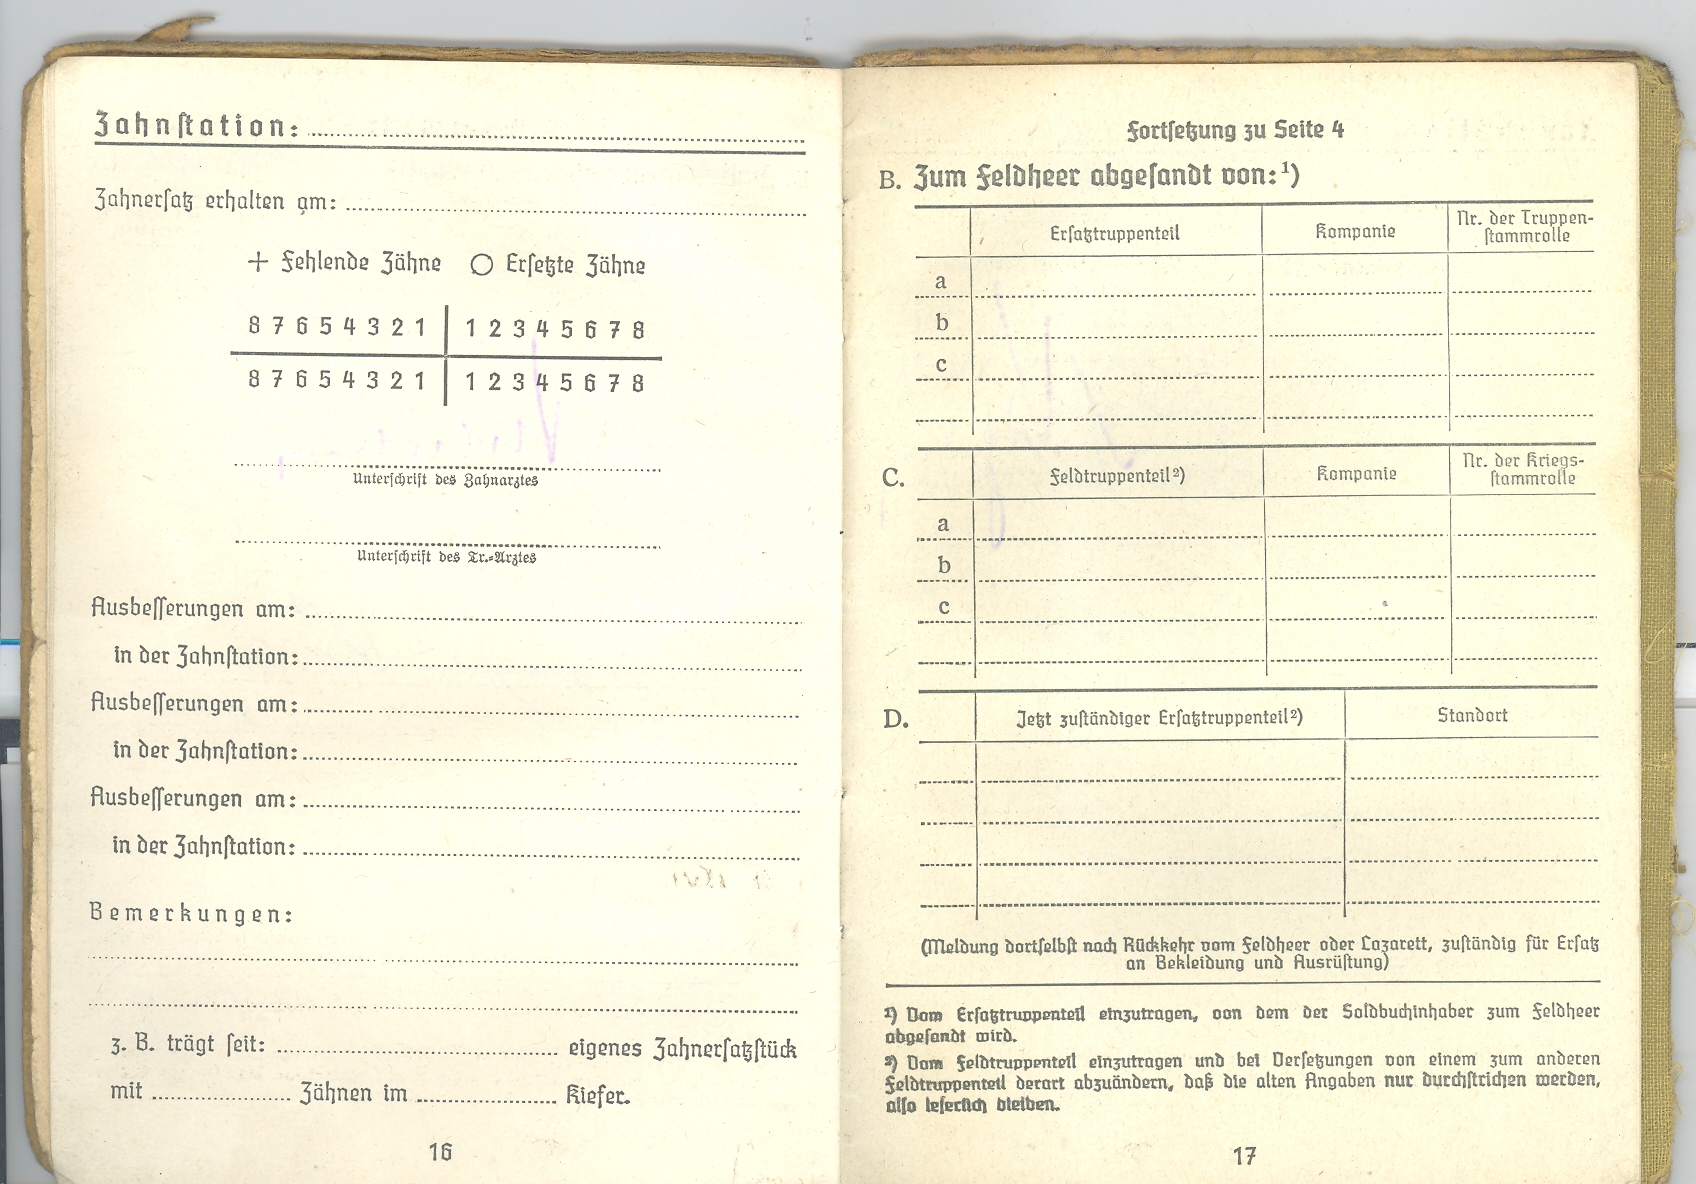 Zahnstation:
Zahnersatz erhalten am:
+ Fehlende Zähne ○ Ersetzte Zähne
8 7 6 5 4 3 2 1 | 1 2 3 4 5 6 7 8
8 7 6 5 4 3 2 1 | 1 2 3 4 5 6 7 8
Unterschrift des Zahnarztes
Unterschrift des Tr.-Arztes
Ausbesserungen am:
in der Zahnstation:
Ausbesserungen am:
in der Zahnstation:
Ausbesserungen am:
in der Zahnstation:
Bemerkungen:
z. B. trägt seit: eigenes Zahnersatzstück
mit Zähnen im Kiefer.
16
Fortsetzung zu Seite 4
B. Zum Feldheer abgesandt von:¹)
Ersatztruppenteil Kompanie Nr. der Truppen-
stammrolle
a
b
c
C. Feldtruppenteil²) Kompanie Nr. der Kriegs-
stammrolle
a
b
c
D. Jetzt zuständiger Ersatztruppenteil²) Standort
(Meldung dortselbst nach Rückkehr vom Feldheer oder Lazarett, zuständig für Ersatz
an Bekleidung und Ausrüstung)
¹) Vom Ersatztruppenteil einzutragen, von dem der Soldbuchinhaber zum Feldheer
abgesandt wird.
²) Vom Feldtruppenteil einzutragen und bei Versetzungen von einem zum anderen
Feldtruppenteil derart abzuändern, daß die alten Angaben nur durchstrichen werden,
also leserlich bleiben.
17